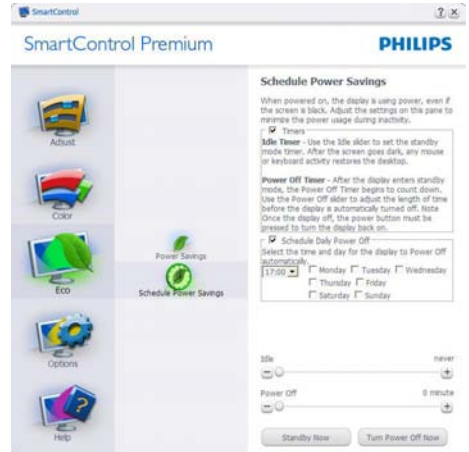 SmartControl
SmartControl Premium
PHILIPS
Adjust
Color
Eco
Options
Help
Power Savings
Schedule Power Savings
Schedule Power Savings
When powered on, the display is using power, even if
the screen is black. Adjust the settings on this pane to
minimize the power usage during inactivity.
Timers
Idle Timer - Use the Idle slider to set the standby
mode timer. After the screen goes dark, any mouse
or keyboard activity restores the desktop.
Power Off Timer - After the display enters standby
mode, the Power Off Timer begins to count down.
Use the Power Off slider to adjust the length of time
before the display is automatically turned off. Note
Once the display off, the power button must be
pressed to turn the display back on.
Schedule Daily Power Off
Select the time and day for the display to Power Off
automatically.
17:00 Monday Tuesday Wednesday
Thursday Friday
Saturday Sunday
Idle never
Power Off 0 minute
Standby Now Turn Power Off Now